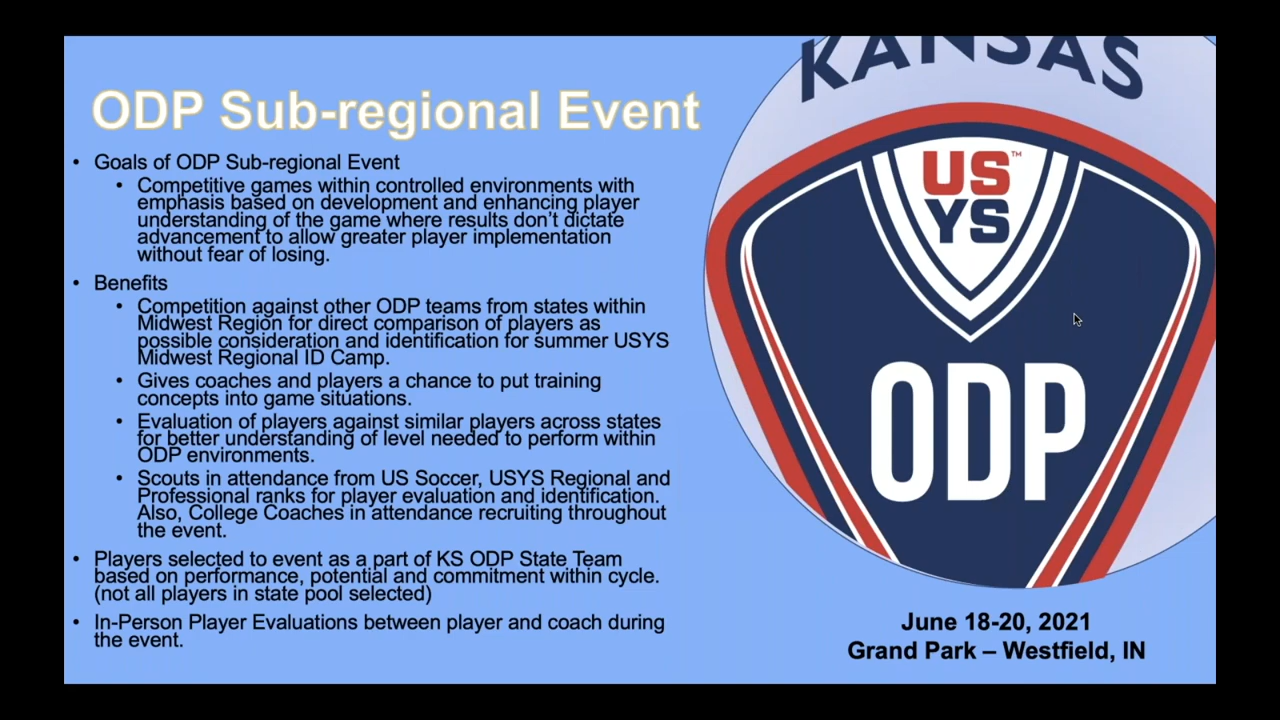 ODP Sub-regional Event
• Goals of ODP Sub-regional Event
• Competitive games within controlled environments with
emphasis based on development and enhancing player
understanding of the game where results don't dictate
advancement to allow greater player implementation
without fear of losing.
• Benefits
• Competition against other ODP teams from states within
Midwest Region for direct comparison of players as
possible consideration and identification for summer USYS
Midwest Regional ID Camp.
• Gives coaches and players a chance to put training
concepts into game situations.
• Evaluation of players against similar players across states
for better understanding of level needed to perform within
ODP environments.
• Scouts in attendance from US Soccer, USYS Regional and
Professional ranks for player evaluation and identification.
Also, College Coaches in attendance recruiting throughout
the event.
• Players selected to event as a part of KS ODP State Team
based on performance, potential and commitment within cycle.
(not all players in state pool selected)
• In-Person Player Evaluations between player and coach during
the event.
KANSAS
US™
YS
ODP
June 18-20, 2021
Grand Park – Westfield, IN